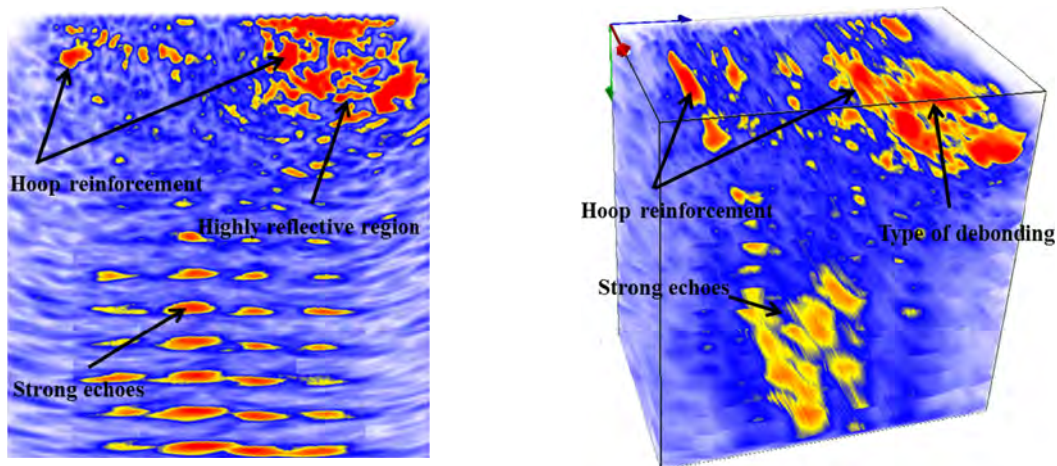 Hoop reinforcement
Highly reflective region
Strong echoes
Hoop reinforcement
Type of debonding
Strong echoes